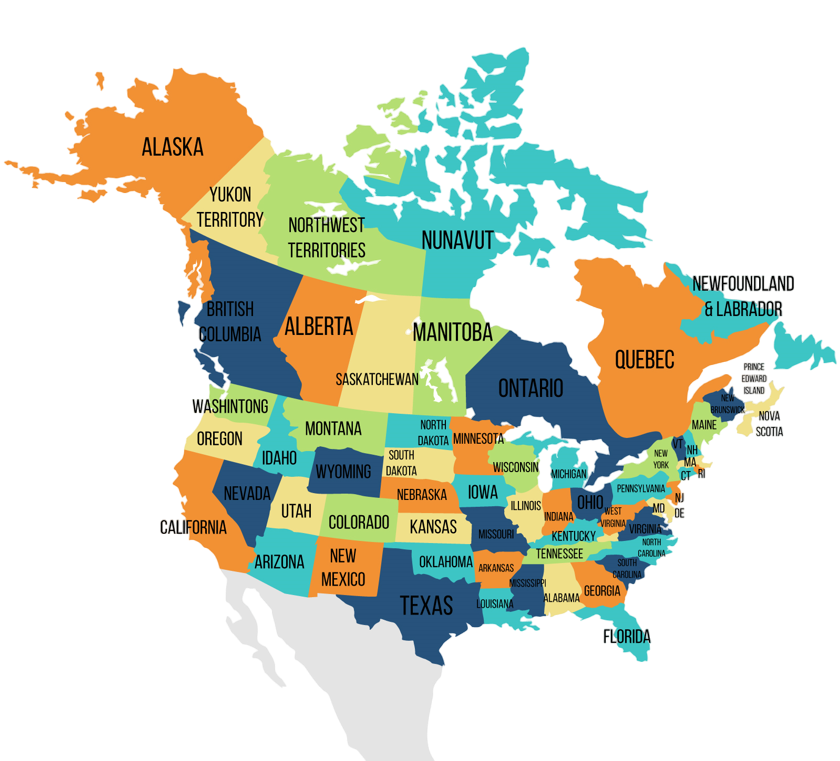 ALASKA
YUKON
TERRITORY
NORTHWEST
TERRITORIES
NUNAVUT
BRITISH
COLUMBIA
ALBERTA
SASKATCHEWAN
MANITOBA
ONTARIO
QUEBEC
NEWFOUNDLAND
& LABRADOR
PRINCE
EDWARD
ISLAND
NEW
BRUNSWICK
NOVA
SCOTIA
WASHINTONG
OREGON
IDAHO
MONTANA
NORTH
DAKOTA
MINNESOTA
WISCONSIN
MICHIGAN
NEW
YORK
VT
NH
MAINE
MA
CT
RI
CALIFORNIA
NEVADA
UTAH
WYOMING
SOUTH
DAKOTA
NEBRASKA
IOWA
ILLINOIS
INDIANA
OHIO
PENNSYLVANIA
NJ
DE
MD
WEST
VIRGINIA
VIRGINIA
COLORADO
KANSAS
MISSOURI
KENTUCKY
NORTH
CAROLINA
TENNESSEE
SOUTH
CAROLINA
ARIZONA
NEW
MEXICO
OKLAHOMA
ARKANSAS
MISSISSIPPI
ALABAMA
GEORGIA
TEXAS
LOUISIANA
FLORIDA